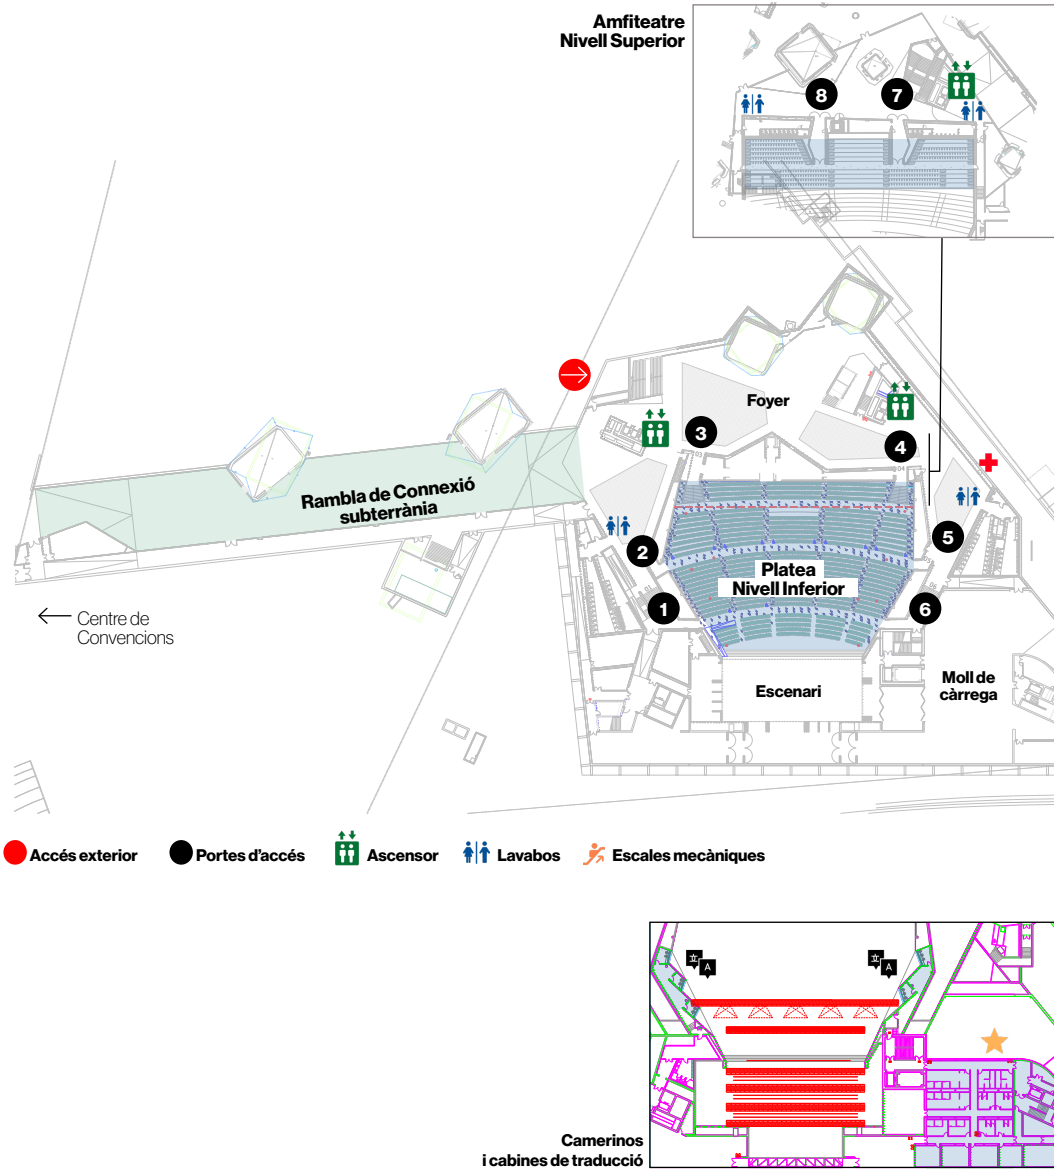 Amfiteatre
Nivell Superior
8
7
Foyer
3
4
Rambla de Connexió
subterrània
2
5
Platea
Nivell Inferior
1
6
Centre de
Convencions
Escenari
Moll de
càrrega
Accés exterior
Portes d'accés
Ascensor
Lavabos
Escales mecàniques
A
A
Camerinos
i cabines de traducció